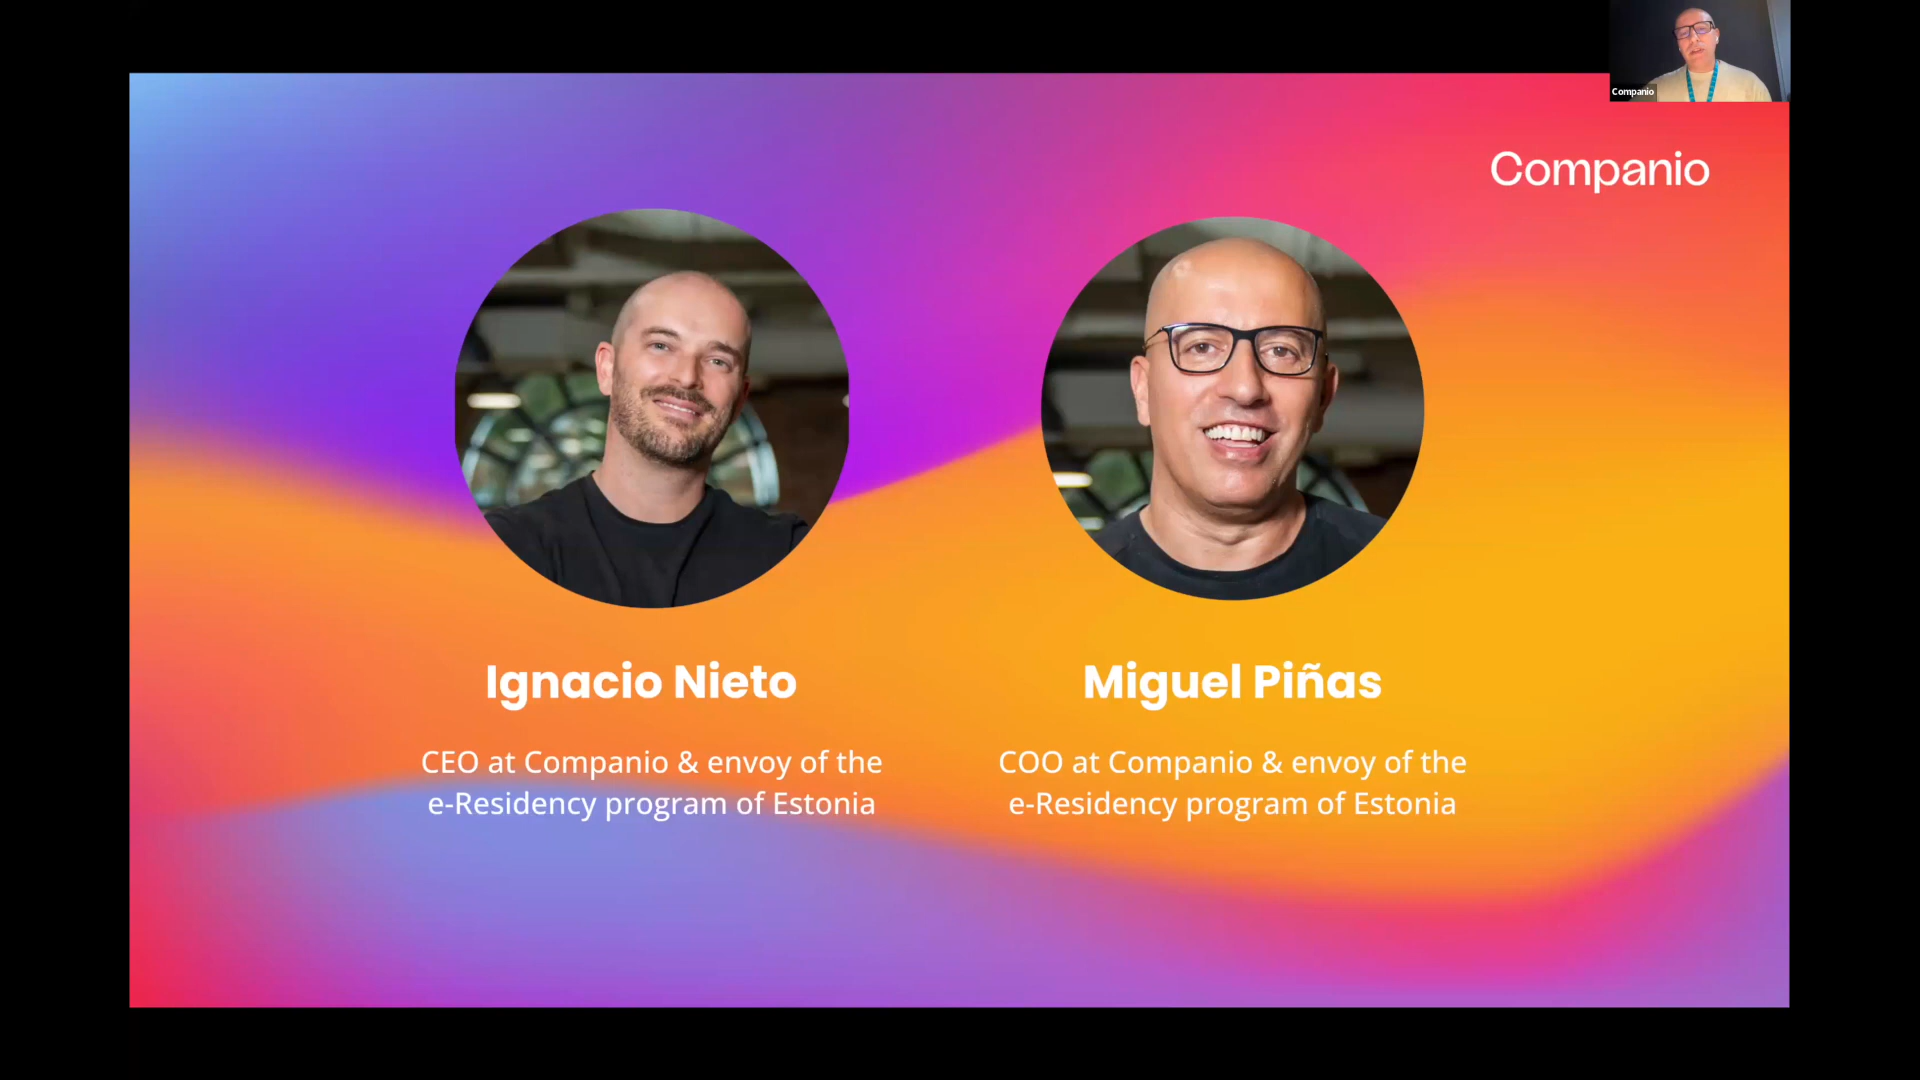 Companio
Companio
Ignacio Nieto
CEO at Companio & envoy of the
e-Residency program of Estonia
Miguel Piñas
COO at Companio & envoy of the
e-Residency program of Estonia